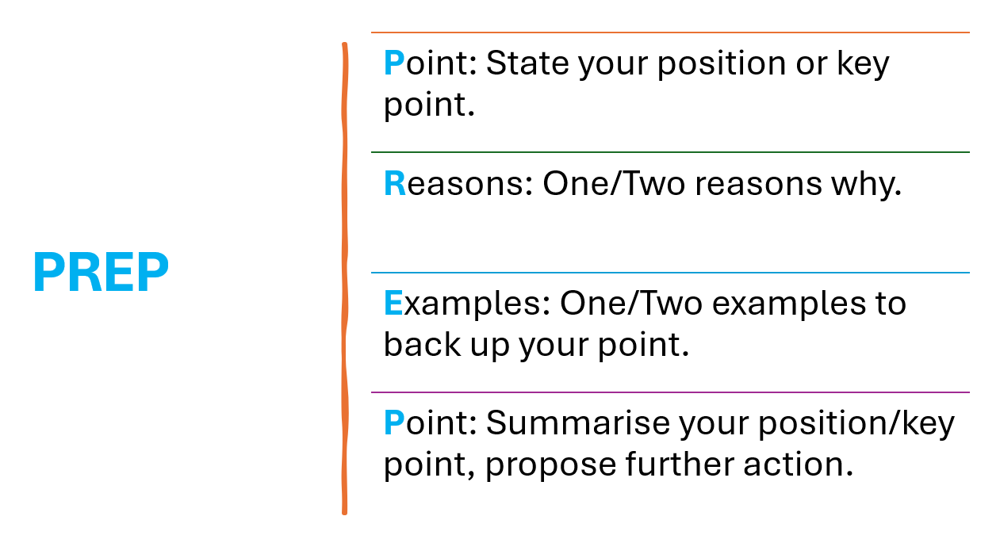 PREP
Point: State your position or key
point.
Reasons: One/Two reasons why.
Examples: One/Two examples to
back up your point.
Point: Summarise your position/key
point, propose further action.